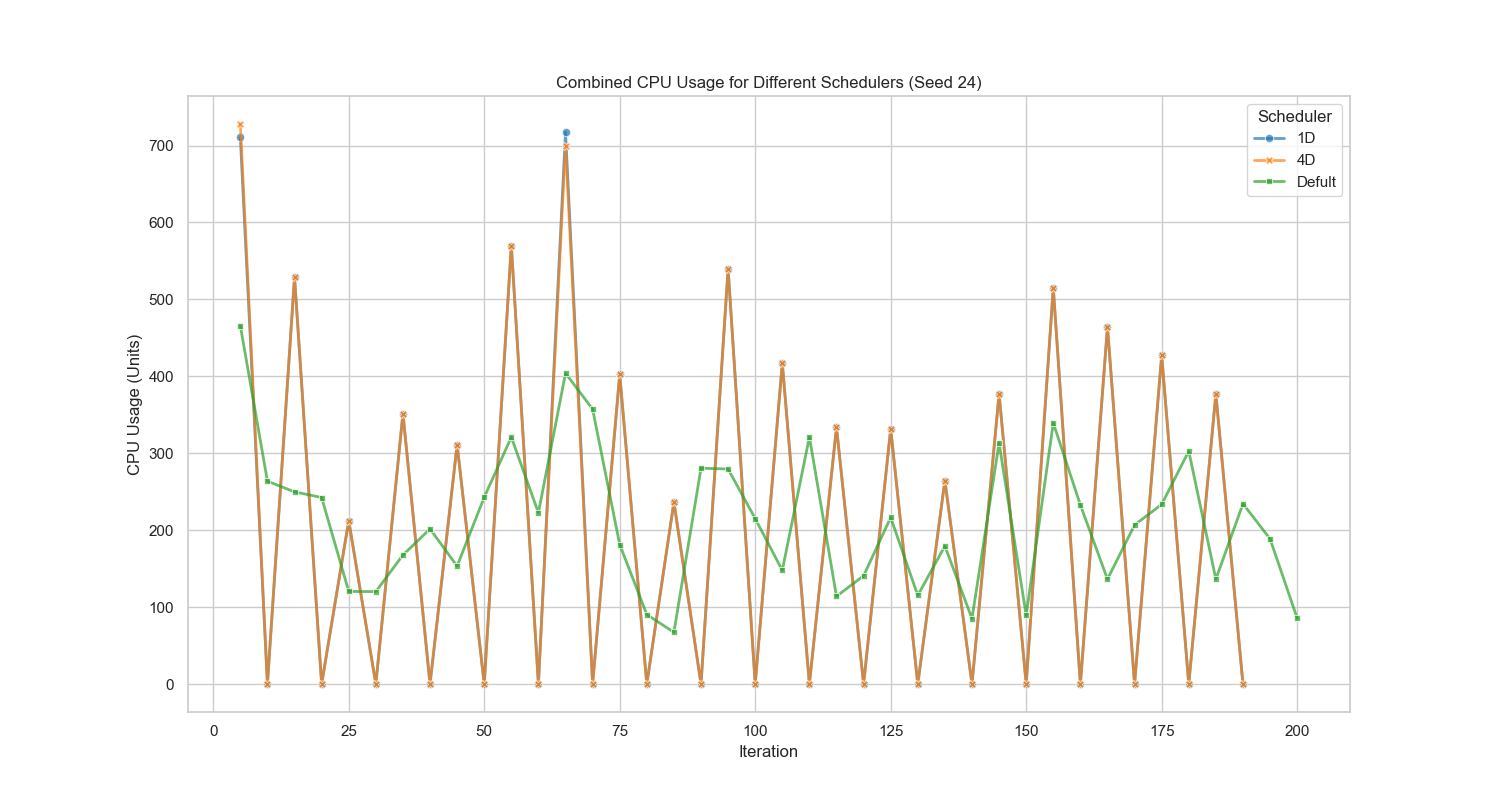 Combined CPU Usage for Different Schedulers (Seed 24)
Scheduler
1D
4D
Defult
CPU Usage (Units)
700
600
500
400
300
200
100
0
0 25 50 75 100 125 150 175 200
Iteration